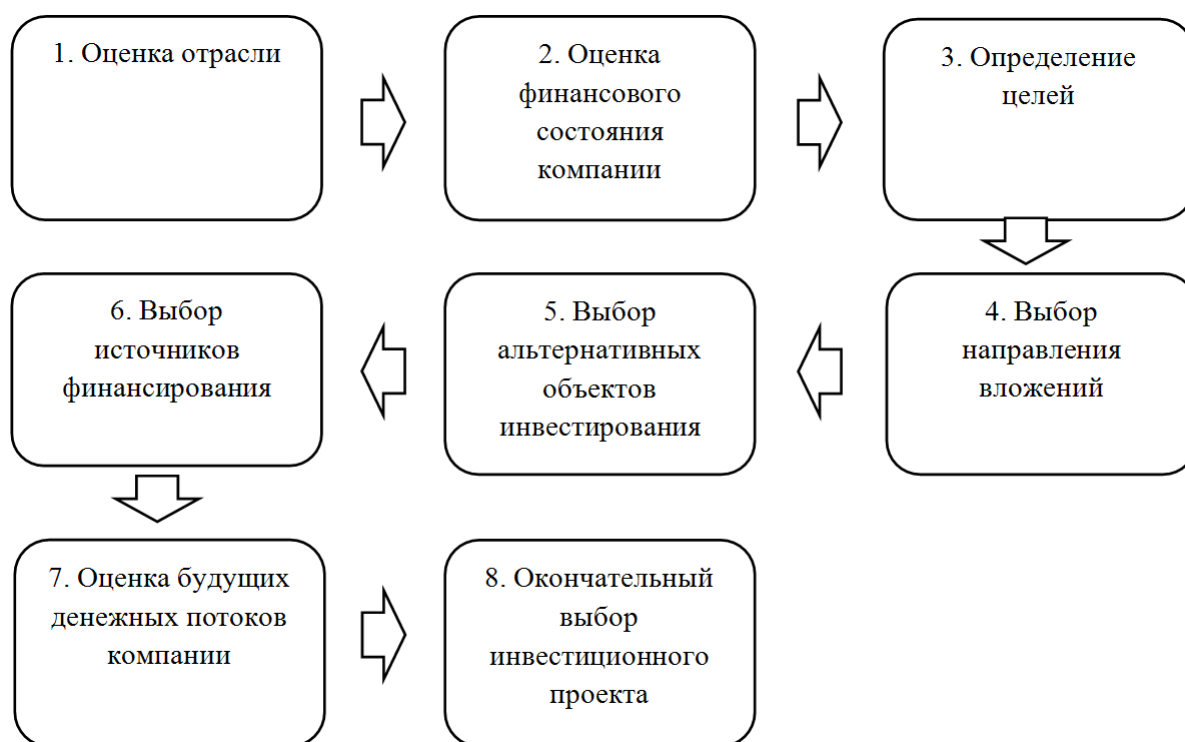 1. Оценка отрасли
2. Оценка
финансового
состояния
компании
3. Определение
целей
4. Выбор
направления
вложений
5. Выбор
альтернативных
объектов
инвестирования
6. Выбор
источников
финансирования
7. Оценка будущих
денежных потоков
компании
8. Окончательный
выбор
инвестиционного
проекта